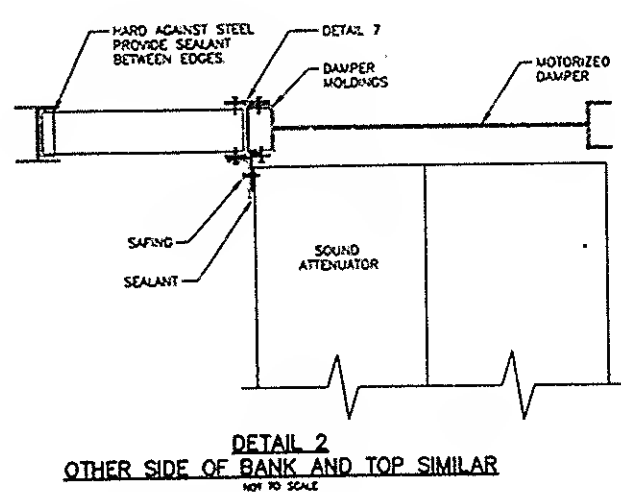 HARD AGAINST STEEL
PROVIDE SEALANT
BETWEEN EDGES.
DETAIL 7
DAMPER
MOLDINGS
MOTORIZED
DAMPER
SAFING
SEALANT
SOUND
ATTENUATOR
DETAIL 2
OTHER SIDE OF BANK AND TOP SIMILAR
NOT TO SCALE